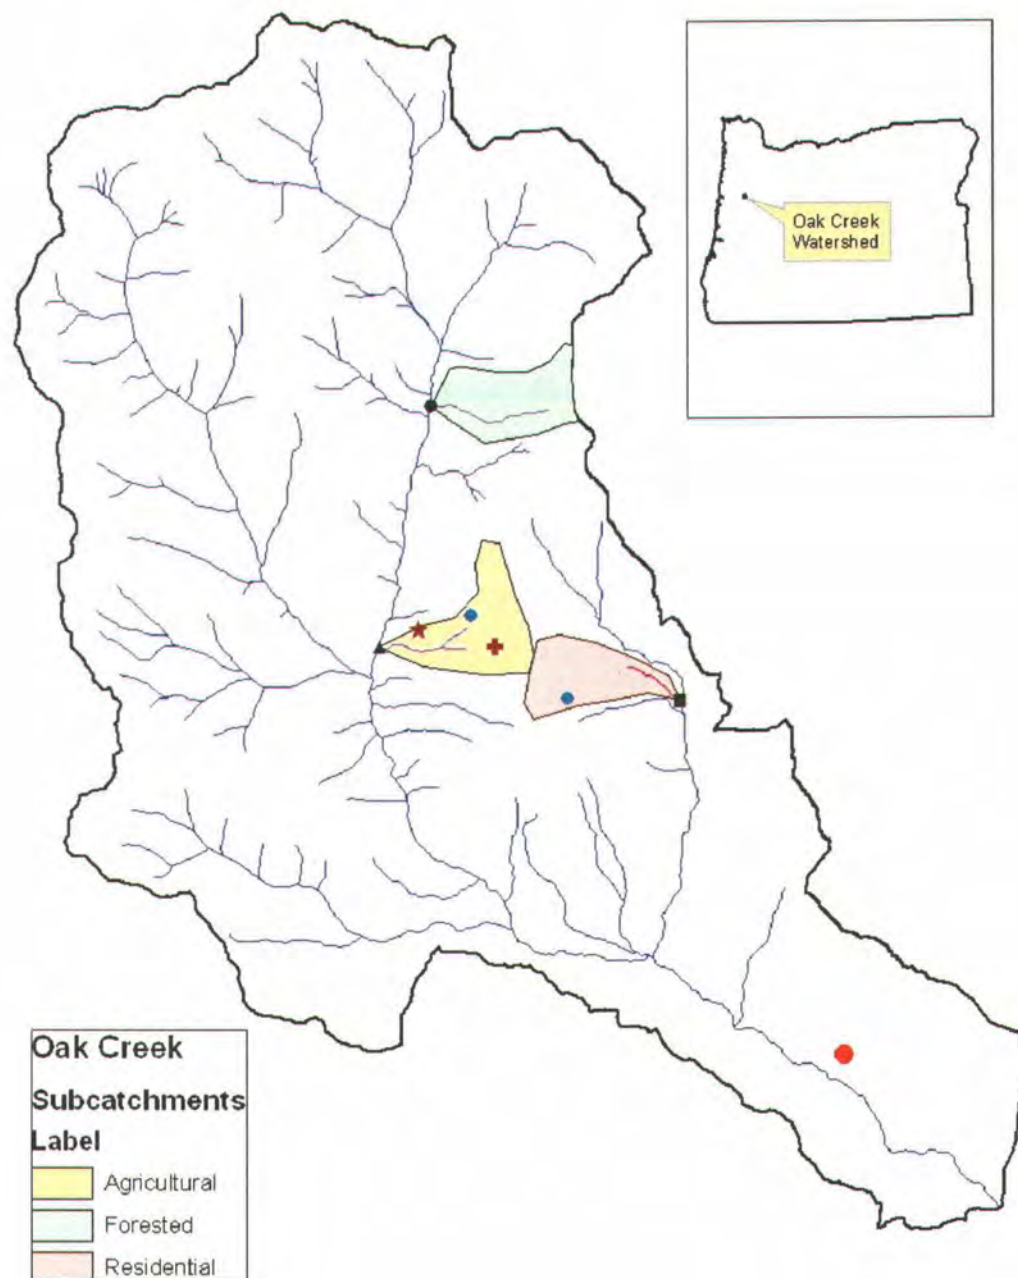 Oak Creek
Watershed
Oak Creek
Subcatchments
Label
Agricultural
Forested
Residential